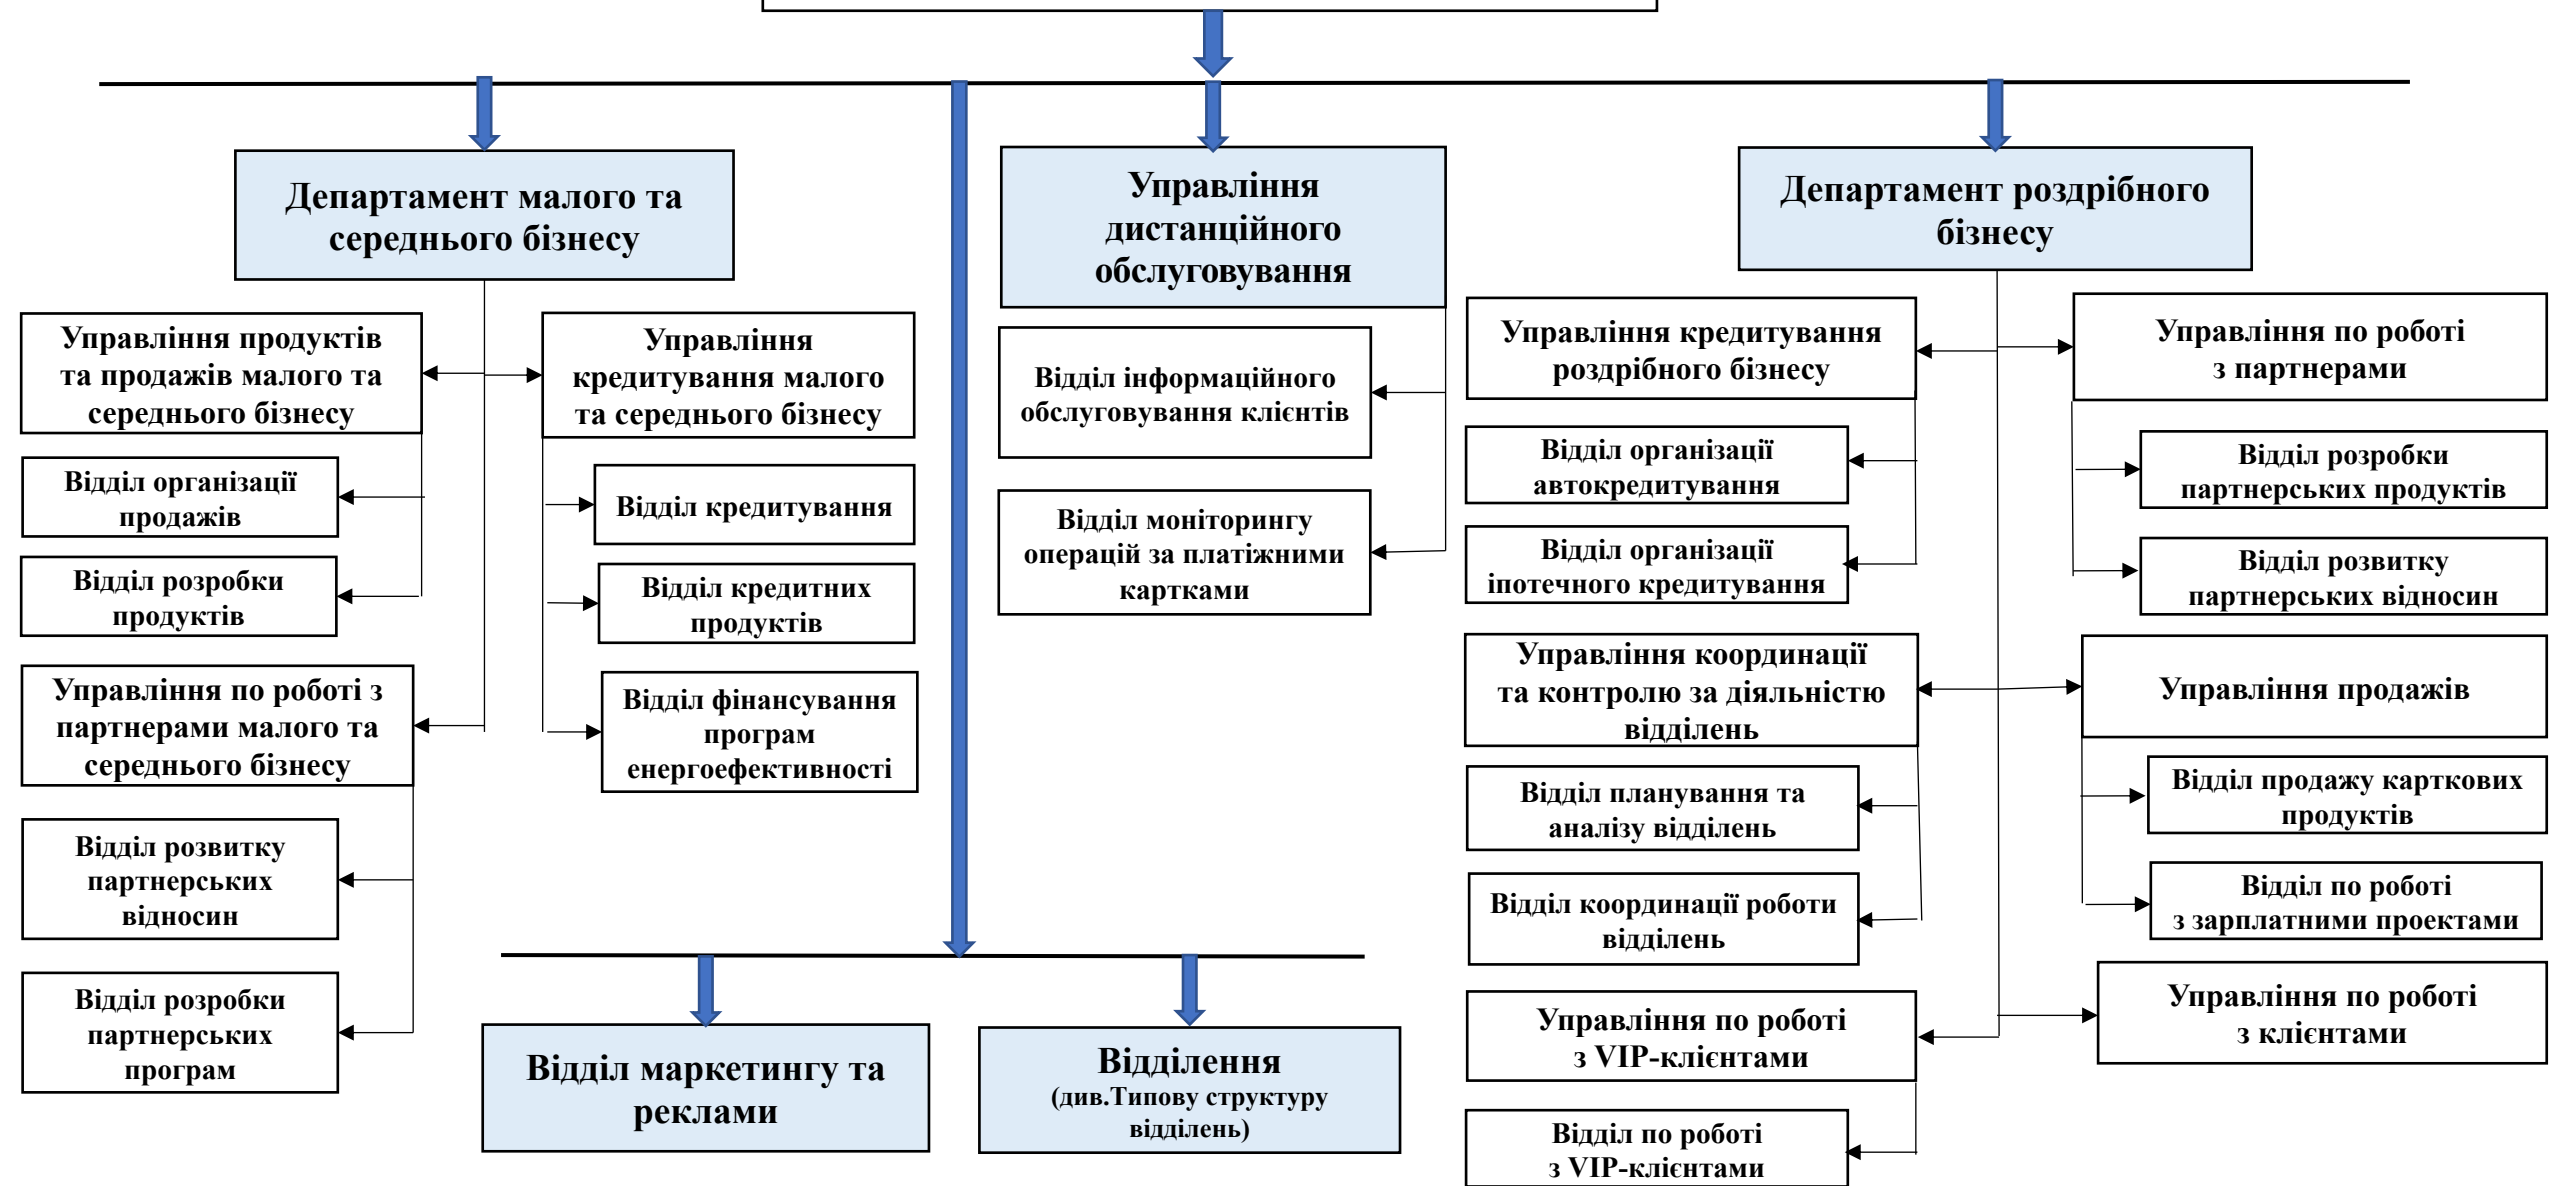 Департамент малого та
середнього бізнесу
Управління продуктів
та продажів малого та
середнього бізнесу
Відділ організації
продажів
Відділ розробки
продуктів
Управління по роботі з
партнерами малого та
середнього бізнесу
Відділ розвитку
партнерських
відносин
Відділ розробки
партнерських
програм
Управління
кредитування малого
та середнього бізнесу
Відділ кредитування
Відділ кредитних
продуктів
Відділ фінансування
програм
енергоефективності
Управління
дистанційного
обслуговування
Відділ інформаційного
обслуговування клієнтів
Відділ моніторингу
операцій за платіжними
картками
Відділ маркетингу та
реклами
Відділення
(див.Типову структуру
відділень)
Департамент роздрібного
бізнесу
Управління кредитування
роздрібного бізнесу
Відділ організації
автокредитування
Відділ організації
іпотечного кредитування
Управління координації
та контролю за діяльністю
відділень
Відділ планування та
аналізу відділень
Відділ координації роботи
відділень
Управління по роботі
з VIP-клієнтами
Відділ по роботі
з VIP-клієнтами
Управління по роботі
з партнерами
Відділ розробки
партнерських продуктів
Відділ розвитку
партнерських відносин
Управління продажів
Відділ продажу карткових
продуктів
Відділ по роботі
з зарплатними проектами
Управління по роботі
з клієнтами